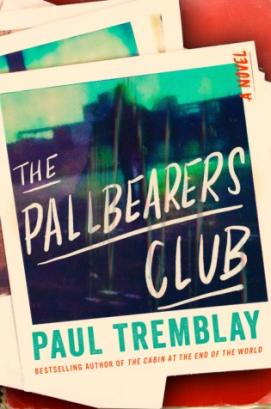 A NOVEL
THE
PALLBEARERS
CLUB
PAUL TREMBLAY
BESTSELLING AUTHOR OF THE CABIN AT THE END OF THE WORLD